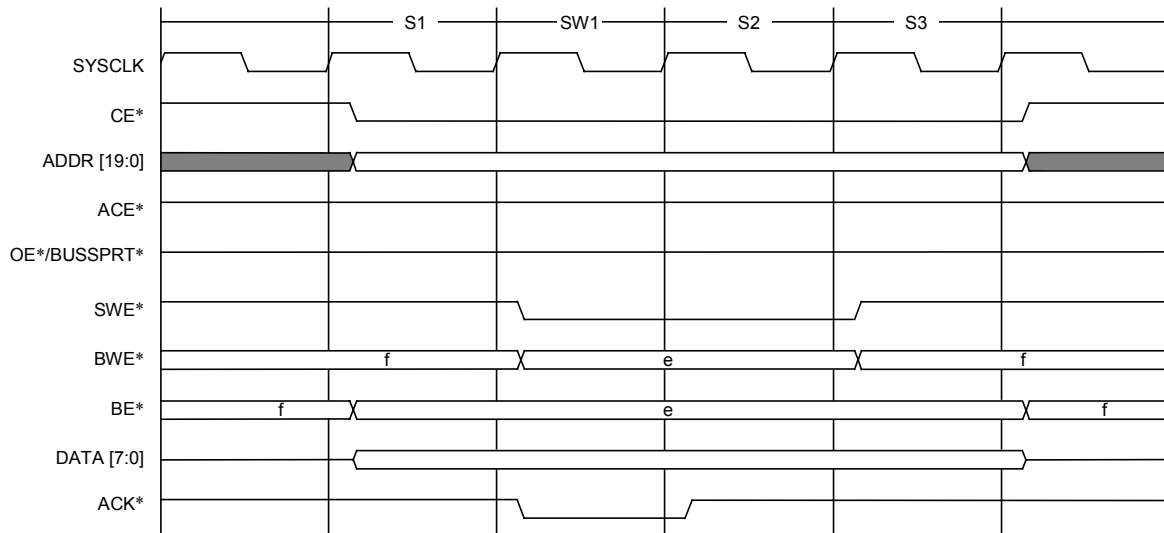 S1 SW1 S2 S3
SYSCLK
CE*
ADDR [19:0]
ACE*
OE*/BUSSPRT*
SWE*
BWE* f e f
BE* f e f
DATA [7:0]
ACK*